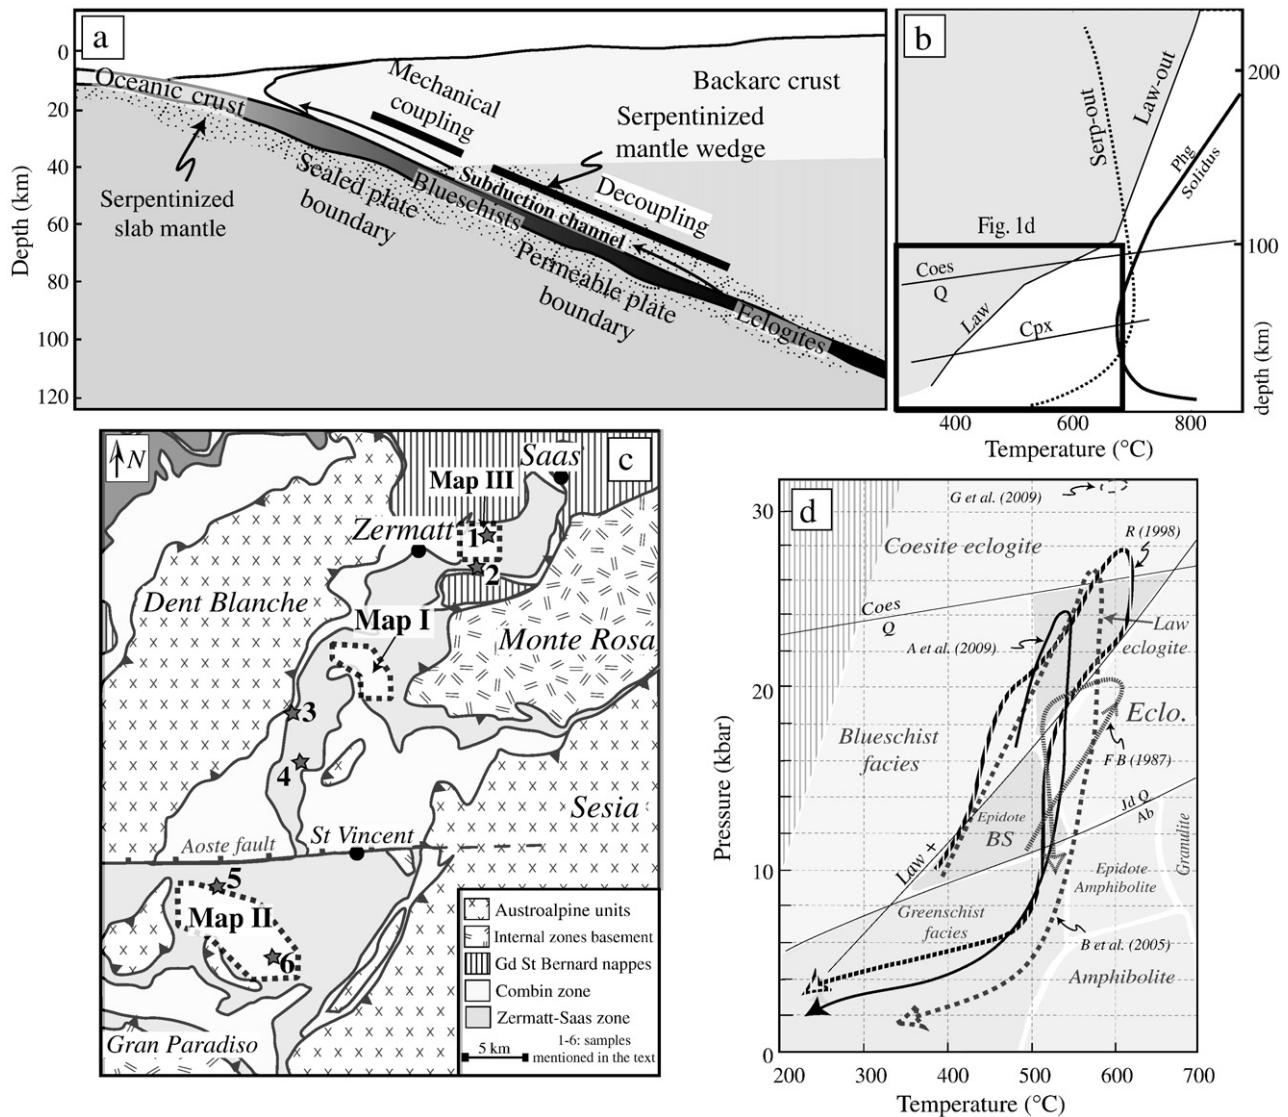 a
0
20
40
60
80
100
120
Depth (km)
Oceanic crust
Mechanical
coupling
Backarc crust
Serpentinized
mantle wedge
Serpentinized
slab mantle
Sealed plate
boundary
Blueschists
Subduction channel
Decoupling
Permeable plate
boundary
Eclogites
b
Serp-out
Law-out
Phg
Solidus
200
Fig. 1d
100
Coes
Q
Law
Cpx
depth (km)
400
600
800
Temperature (°C)
N
c
Saas
Map III
Zermatt
1
2
Dent Blanche
Map I
Monte Rosa
3
4
Sesia
St Vincent
Aoste fault
5
Map II
6
Gran Paradiso
Austroalpine units
Internal zones basement
Gd St Bernard nappes
Combin zone
Zermatt-Saas zone
5 km
1-6: samples
mentioned in the text
d
30
20
10
0
Pressure (kbar)
G et al. (2009)
R (1998)
Coesite eclogite
Coes
Q
A et al. (2009)
Law
eclogite
Eclo.
Blueschist
facies
F B (1987)
Jd Q
Ab
Epidote
BS
Law +
Granulite
Epidote
Amphibolite
Greenschist
facies
B et al. (2005)
Amphibolite
200
300
400
500
600
700
Temperature (°C)